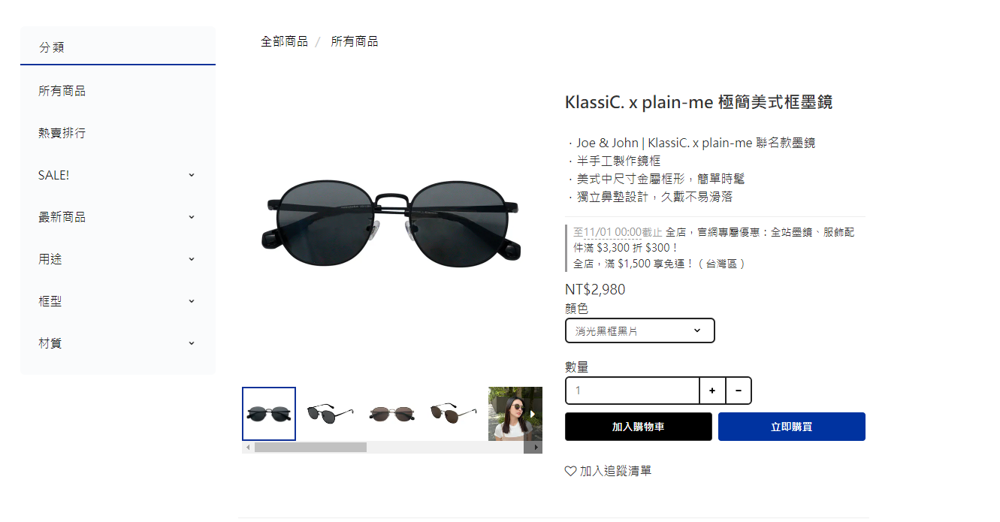 分類
所有商品
熱賣排行
SALE!
最新商品
用途
框型
材質
全部商品 / 所有商品
KlassiC. x plain-me 極簡美式框墨鏡
・Joe & John | KlassiC. x plain-me 聯名款墨鏡
・半手工製作鏡框
・美式中尺寸金屬框形，簡單時髦
・獨立鼻墊設計，久戴不易滑落
至11/01 00:00截止 全店，官網專屬優惠：全站墨鏡、服飾配
件滿 $3,300 折 $300！
全店，滿 $1,500 享免運！（台灣區）
NT$2,980
顏色
消光黑框黑片
數量
1 + −
加入購物車
立即購買
加入追蹤清單